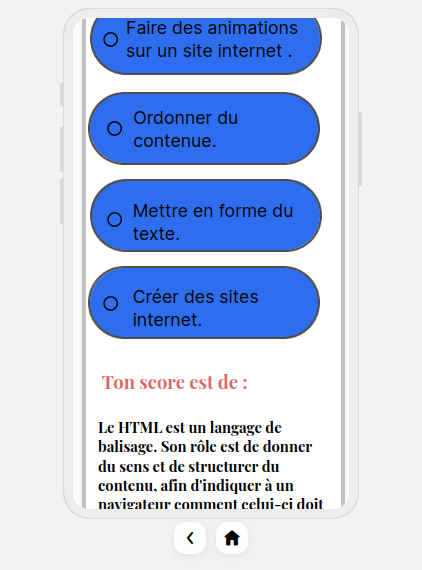 Faire des animations
sur un site internet .
Ordonner du
contenue.
Mettre en forme du
texte.
Créer des sites
internet.
Ton score est de :
Le HTML est un langage de
balisage. Son rôle est de donner
du sens et de structurer du
contenu, afin d'indiquer à un
navigateur comment celui-ci doit